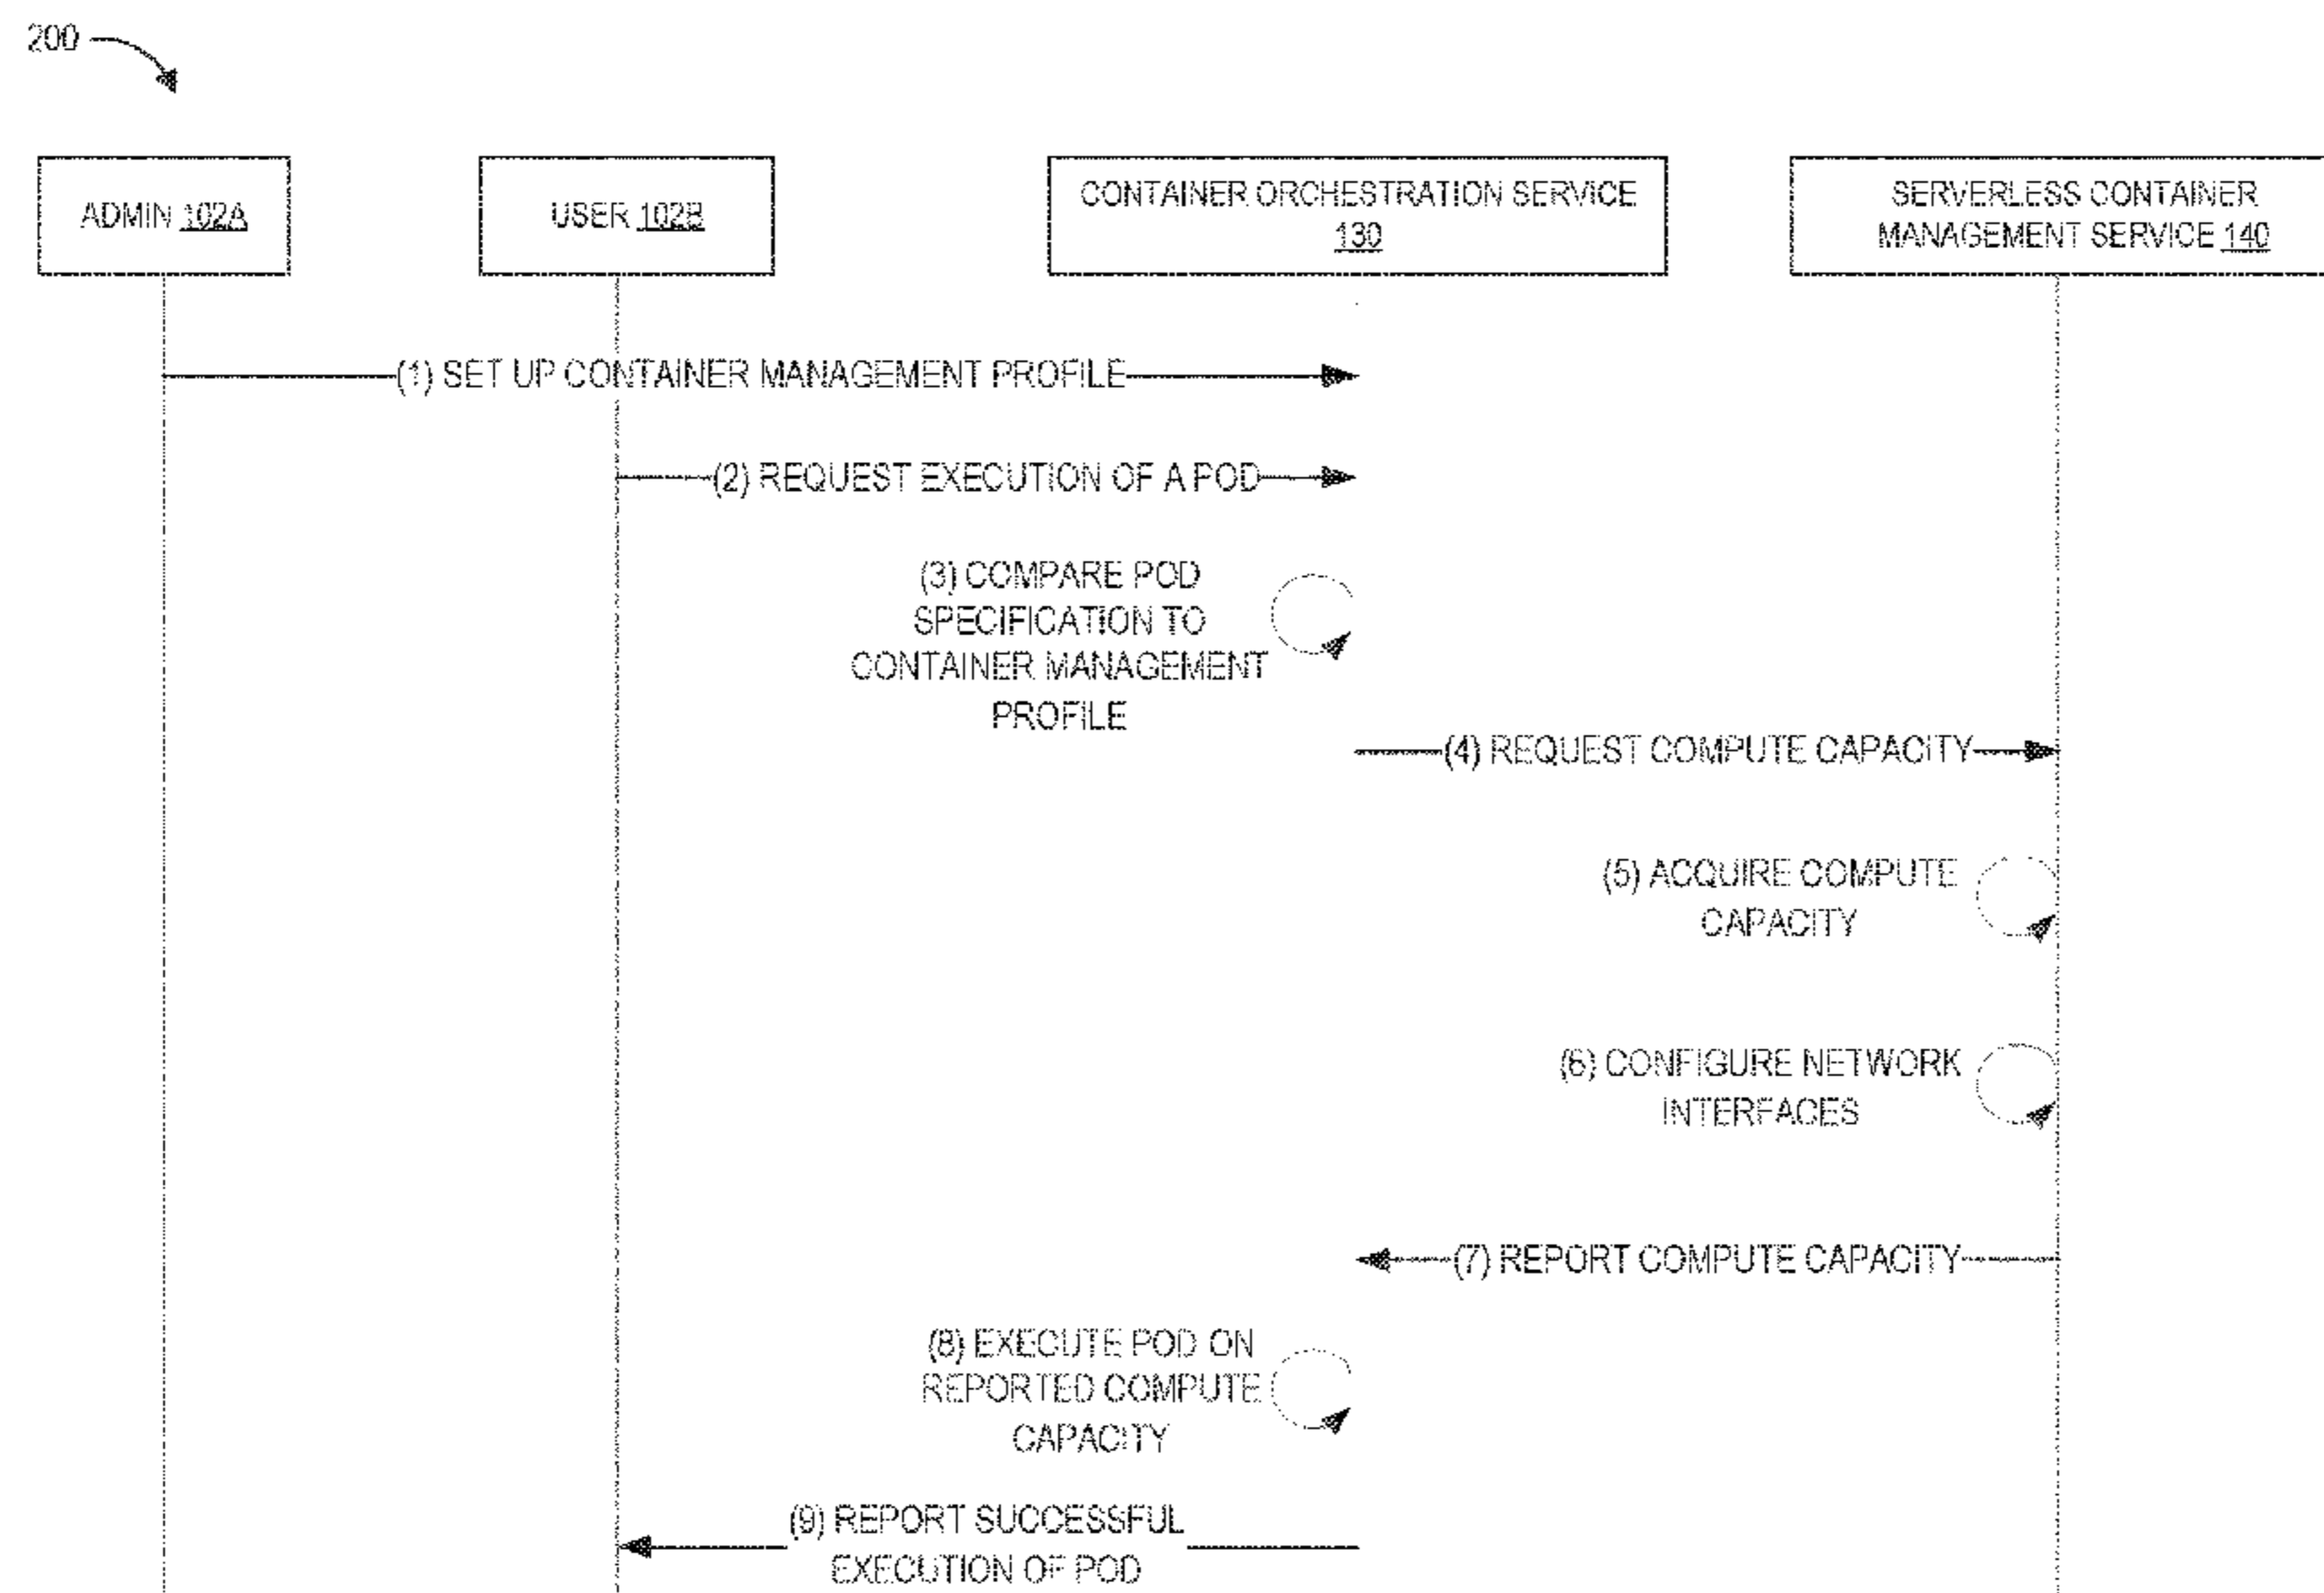 200
ADMIN 102A
USER 102B
CONTAINER ORCHESTRATION SERVICE
130
SERVERLESS CONTAINER
MANAGEMENT SERVICE 140
(1) SET UP CONTAINER MANAGEMENT PROFILE
(2) REQUEST EXECUTION OF A POD
(3) COMPARE POD
SPECIFICATION TO
CONTAINER MANAGEMENT
PROFILE
(4) REQUEST COMPUTE CAPACITY
(5) ACQUIRE COMPUTE
CAPACITY
(6) CONFIGURE NETWORK
INTERFACES
(7) REPORT COMPUTE CAPACITY
(8) EXECUTE POD ON
REPORTED COMPUTE
CAPACITY
(9) REPORT SUCCESSFUL
EXECUTION OF POD